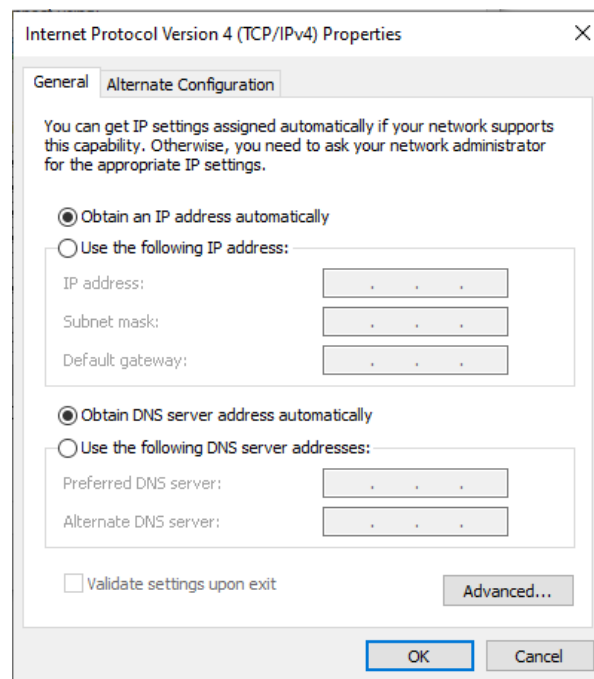 Internet Protocol Version 4 (TCP/IPv4) Properties
General
Alternate Configuration
You can get IP settings assigned automatically if your network supports
this capability. Otherwise, you need to ask your network administrator
for the appropriate IP settings.
Obtain an IP address automatically
Use the following IP address:
IP address:
Subnet mask:
Default gateway:
Obtain DNS server address automatically
Use the following DNS server addresses:
Preferred DNS server:
Alternate DNS server:
Validate settings upon exit
Advanced...
OK
Cancel